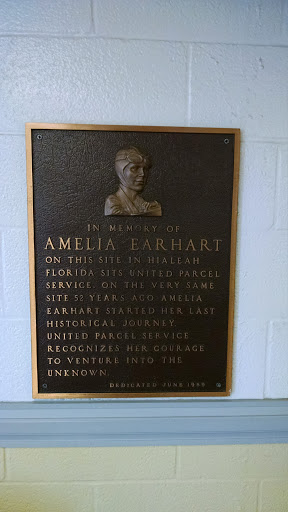 IN MEMORY OF
AMELIA EARHART
ON THIS SITE IN HIALEAH
FLORIDA SITS UNITED PARCEL
SERVICE. ON THE VERY SAME
SITE 52 YEARS AGO AMELIA
EARHART STARTED HER LAST
HISTORICAL JOURNEY.
UNITED PARCEL SERVICE
RECOGNIZES HER COURAGE
TO VENTURE INTO THE
UNKNOWN.
DEDICATED JUNE 1989